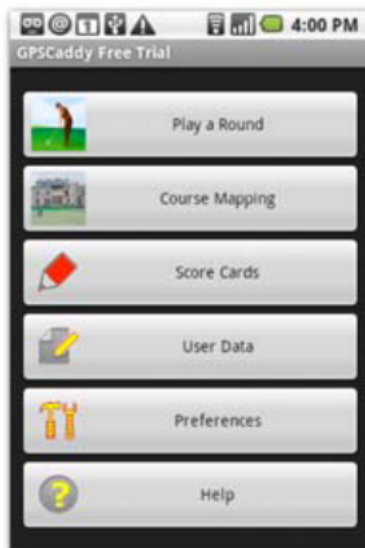 4:00 PM
GPSCaddy Free Trial
Play a Round
Course Mapping
Score Cards
User Data
Preferences
Help